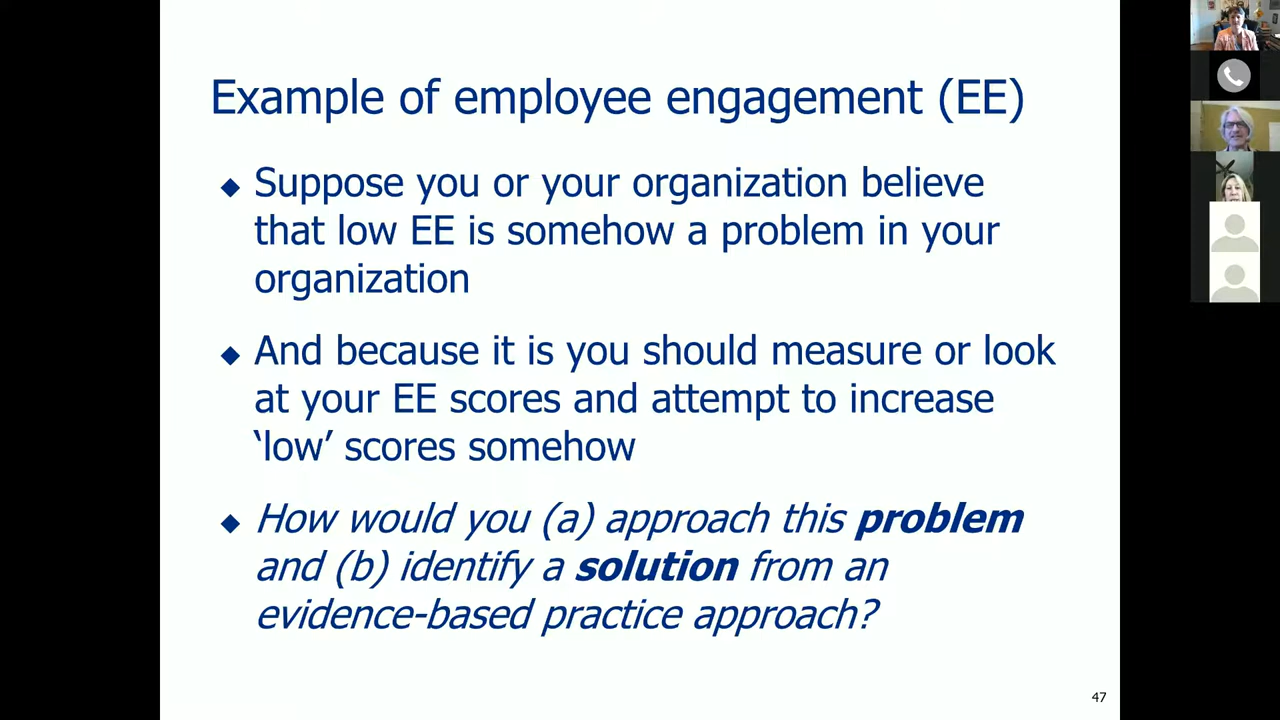 Example of employee engagement (EE)
◆ Suppose you or your organization believe
that low EE is somehow a problem in your
organization
◆ And because it is you should measure or look
at your EE scores and attempt to increase
‘low’ scores somehow
◆ How would you (a) approach this problem
and (b) identify a solution from an
evidence-based practice approach?
47